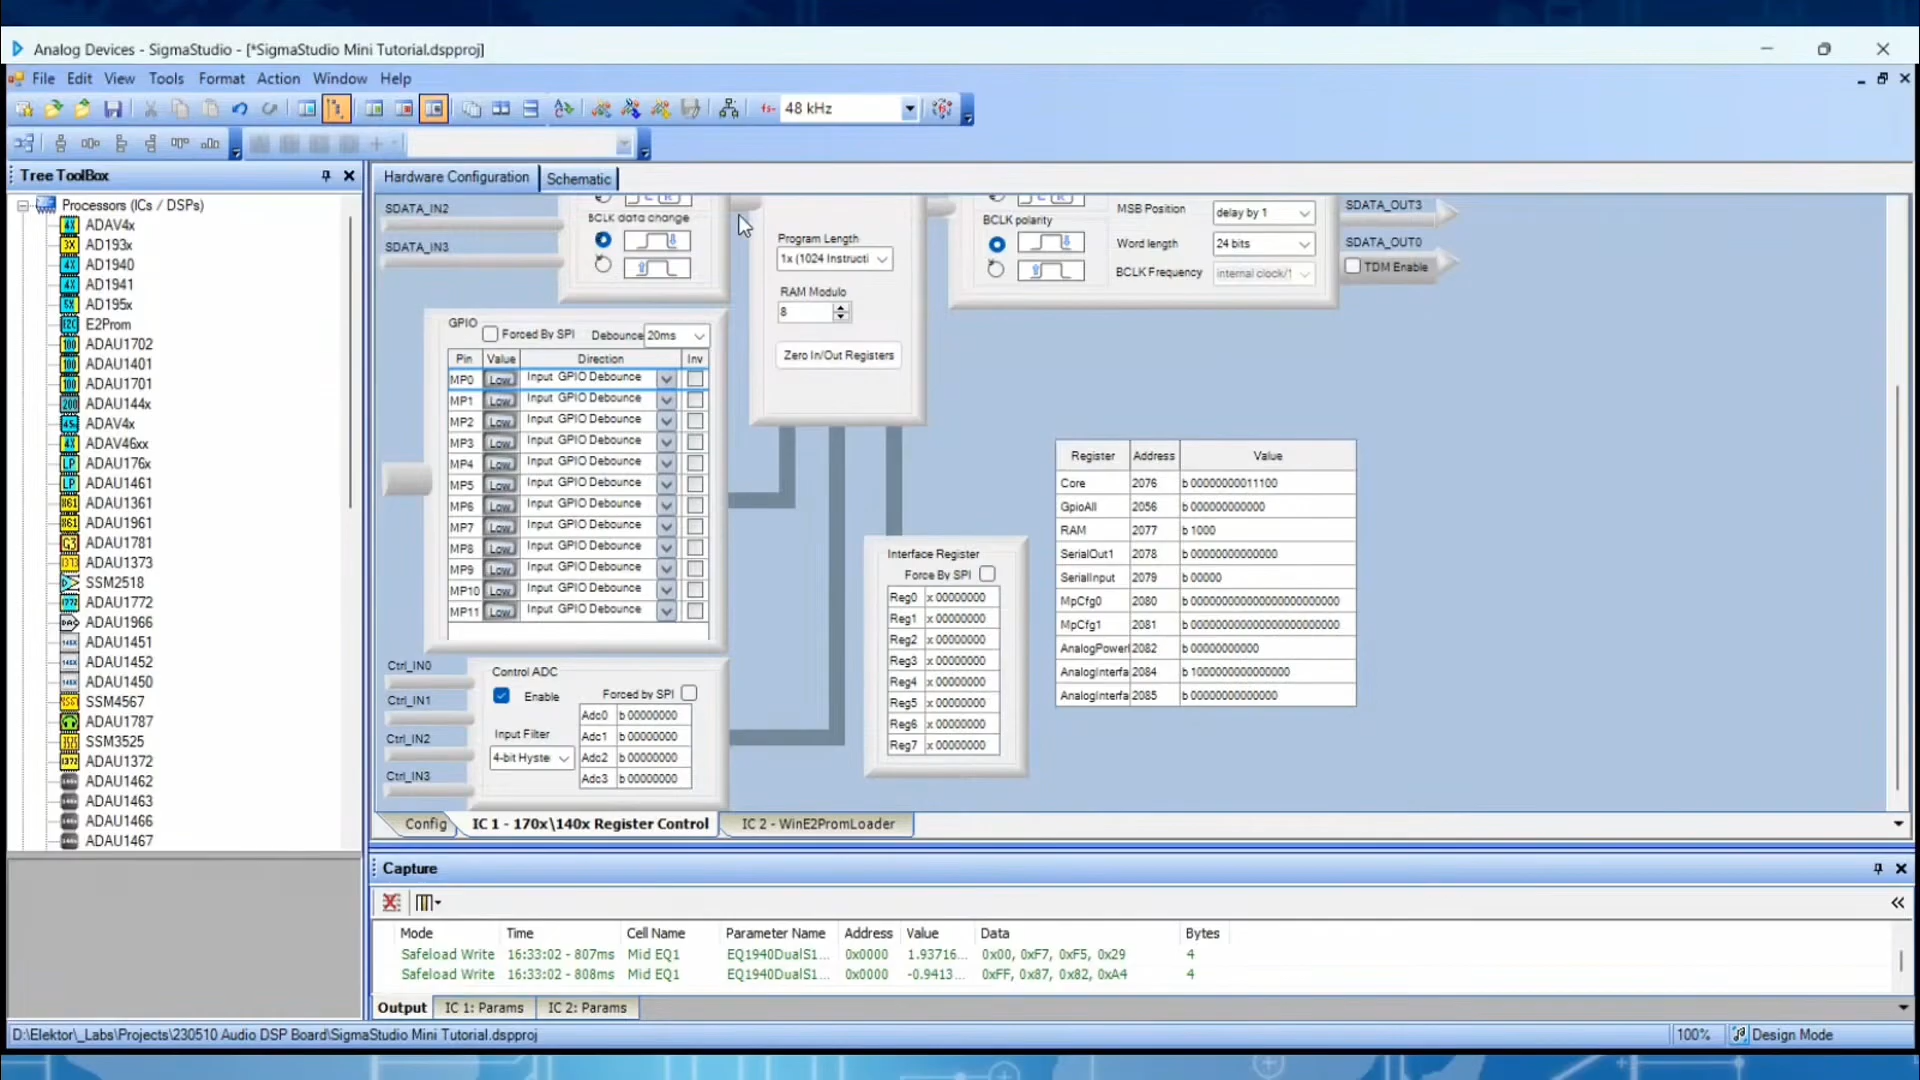 Analog Devices - SigmaStudio - [*SigmaStudio Mini Tutorial.dspproj]
File Edit View Tools Format Action Window Help
fs- 48 kHz
Tree ToolBox
Processors (ICs / DSPs)
ADAV4x
AD193x
AD1940
AD1941
AD195x
E2Prom
ADAU1702
ADAU1401
ADAU1701
ADAU144x
ADAV4x
ADAV46xx
ADAU176x
ADAU1461
ADAU1361
ADAU1961
ADAU1781
ADAU1373
SSM2518
ADAU1772
ADAU1966
ADAU1451
ADAU1452
ADAU1450
SSM4567
ADAU1787
SSM3525
ADAU1372
ADAU1462
ADAU1463
ADAU1466
ADAU1467
Hardware Configuration Schematic
SDATA_IN2
SDATA_IN3
BCLK data change
Program Length
1x (1024 Instructi
RAM Modulo
8
Zero In/Out Registers
BCLK polarity
MSB Position delay by 1
Word length 24 bits
BCLK Frequency internal clock/1
SDATA_OUT3
SDATA_OUT0
TDM Enable
GPIO Forced By SPI Debounce 20ms
Pin Value Direction Inv
MP0 Low Input GPIO Debounce
MP1 Low Input GPIO Debounce
MP2 Low Input GPIO Debounce
MP3 Low Input GPIO Debounce
MP4 Low Input GPIO Debounce
MP5 Low Input GPIO Debounce
MP6 Low Input GPIO Debounce
MP7 Low Input GPIO Debounce
MP8 Low Input GPIO Debounce
MP9 Low Input GPIO Debounce
MP10 Low Input GPIO Debounce
MP11 Low Input GPIO Debounce
Ctrl_IN0
Ctrl_IN1
Ctrl_IN2
Ctrl_IN3
Control ADC
Enable Forced by SPI
Input Filter
4-bit Hyste
Adc0 b 00000000
Adc1 b 00000000
Adc2 b 00000000
Adc3 b 00000000
Interface Register
Force By SPI
Reg0 x 00000000
Reg1 x 00000000
Reg2 x 00000000
Reg3 x 00000000
Reg4 x 00000000
Reg5 x 00000000
Reg6 x 00000000
Reg7 x 00000000
Register Address Value
Core 2076 b 00000000011100
GpioAll 2056 b 000000000000
RAM 2077 b 1000
SerialOut1 2078 b 00000000000000
SerialInput 2079 b 00000
MpCfg0 2080 b 000000000000000000000000
MpCfg1 2081 b 000000000000000000000000
AnalogPower 2082 b 00000000000
AnalogInterfa 2084 b 1000000000000000
AnalogInterfa 2085 b 00000000000000
Config IC 1 - 170x\140x Register Control IC 2 - WinE2PromLoader
Capture
Mode Time Cell Name Parameter Name Address Value Data Bytes
Safeload Write 16:33:02 - 807ms Mid EQ1 EQ1940DualS1... 0x0000 1.93716... 0x00, 0xF7, 0xF5, 0x29 4
Safeload Write 16:33:02 - 808ms Mid EQ1 EQ1940DualS1... 0x0000 -0.9413... 0xFF, 0x87, 0x82, 0xA4 4
Output IC 1: Params IC 2: Params
D:\Elektor\_Labs\Projects\230510 Audio DSP Board\SigmaStudio Mini Tutorial.dspproj
100% Design Mode